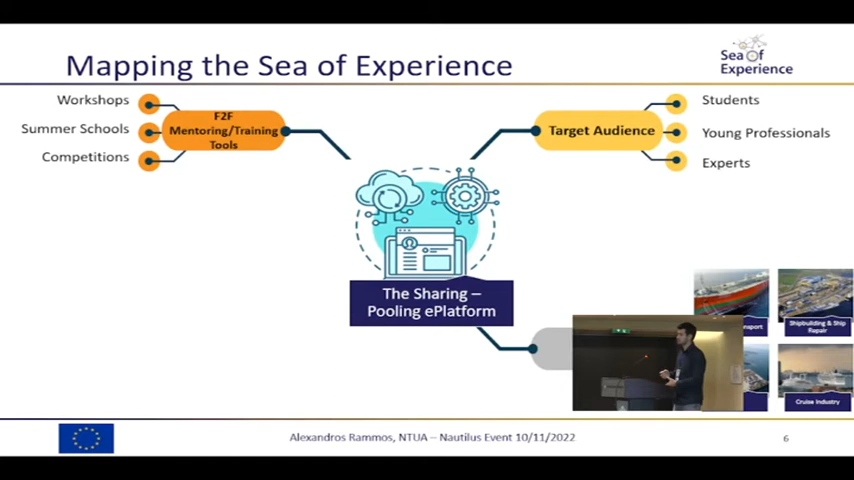 Mapping the Sea of Experience
Sea of
Experience
Workshops
Summer Schools
Competitions
F2F
Mentoring/Training
Tools
Target Audience
Students
Young Professionals
Experts
The Sharing –
Pooling ePlatform
Shipbuilding & Ship
Repair
Cruise Industry
Alexandros Rammos, NTUA – Nautilus Event 10/11/2022
6